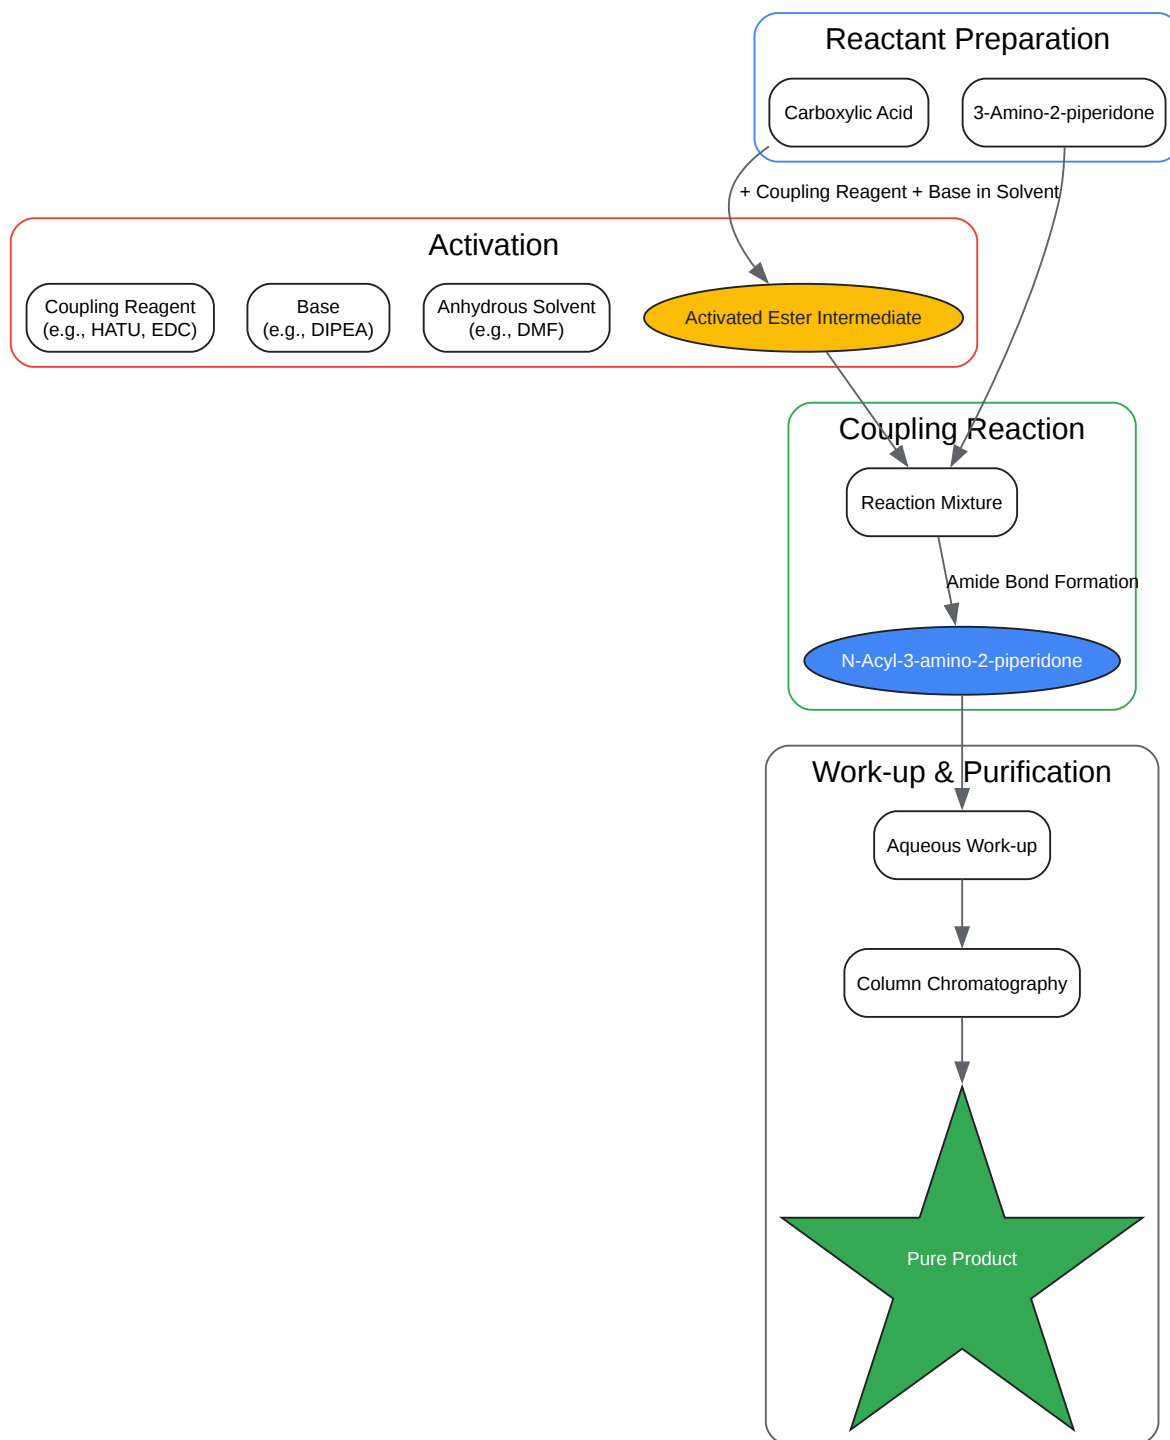 Reactant Preparation
Carboxylic Acid
3-Amino-2-piperidone
+ Coupling Reagent + Base in Solvent
Activation
Coupling Reagent
(e.g., HATU, EDC)
Base
(e.g., DIPEA)
Anhydrous Solvent
(e.g., DMF)
Activated Ester Intermediate
Coupling Reaction
Reaction Mixture
Amide Bond Formation
N-Acyl-3-amino-2-piperidone
Work-up & Purification
Aqueous Work-up
Column Chromatography
Pure Product